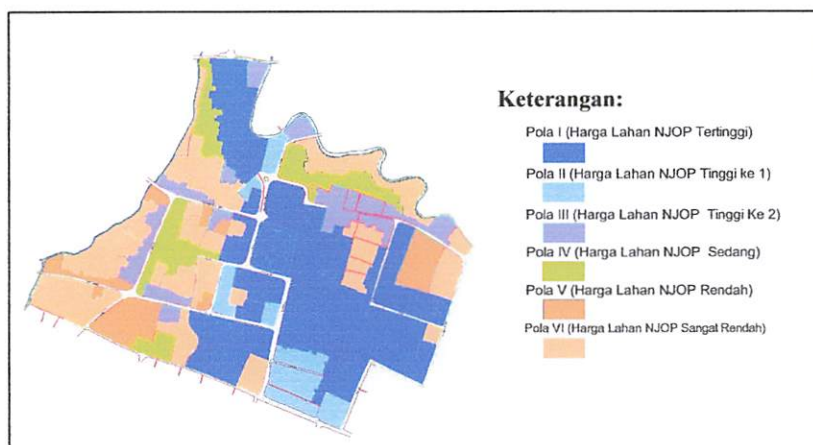 Keterangan:
Pola I (Harga Lahan NJOP Tertinggi)
Pola II (Harga Lahan NJOP Tinggi ke 1)
Pola III (Harga Lahan NJOP Tinggi Ke 2)
Pola IV (Harga Lahan NJOP Sedang)
Pola V (Harga Lahan NJOP Rendah)
Pola VI (Harga Lahan NJOP Sangat Rendah)